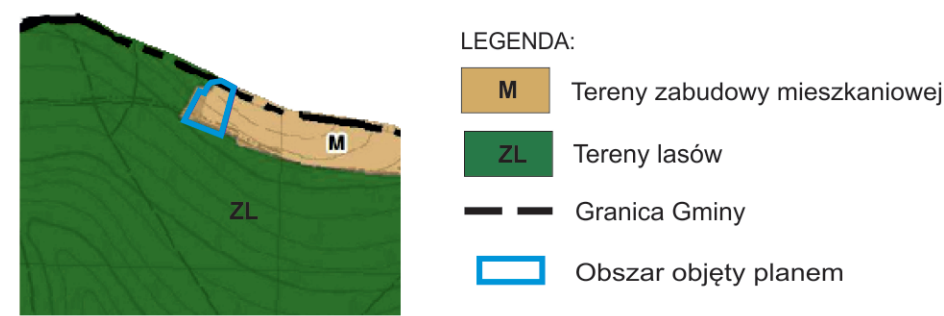 M
ZL
LEGENDA:
M Tereny zabudowy mieszkaniowej
ZL Tereny lasów
Granica Gminy
Obszar objęty planem